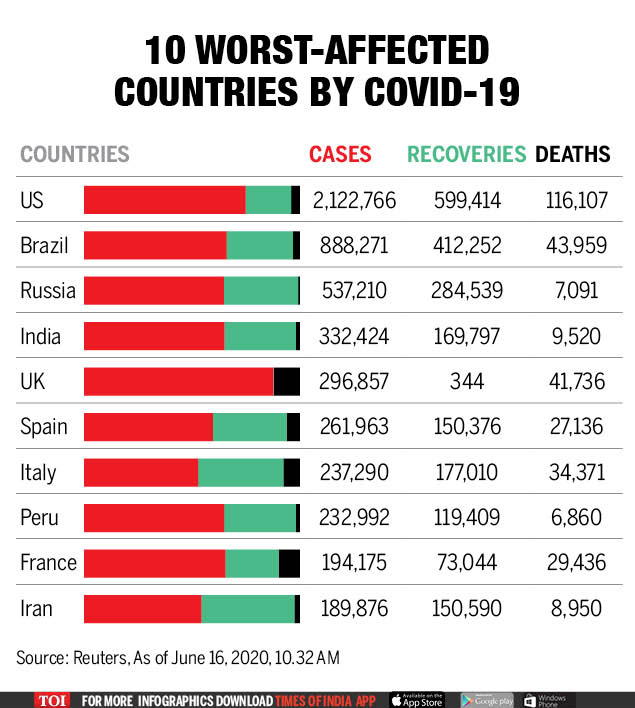 10 WORST-AFFECTED
COUNTRIES BY COVID-19
COUNTRIES CASES RECOVERIES DEATHS
US 2,122,766 599,414 116,107
Brazil 888,271 412,252 43,959
Russia 537,210 284,539 7,091
India 332,424 169,797 9,520
UK 296,857 344 41,736
Spain 261,963 150,376 27,136
Italy 237,290 177,010 34,371
Peru 232,992 119,409 6,860
France 194,175 73,044 29,436
Iran 189,876 150,590 8,950
Source: Reuters, As of June 16, 2020, 10.32 AM
TOI FOR MORE INFOGRAPHICS DOWNLOAD TIMES OF INDIA APP Available on the App Store Google play Windows Phone